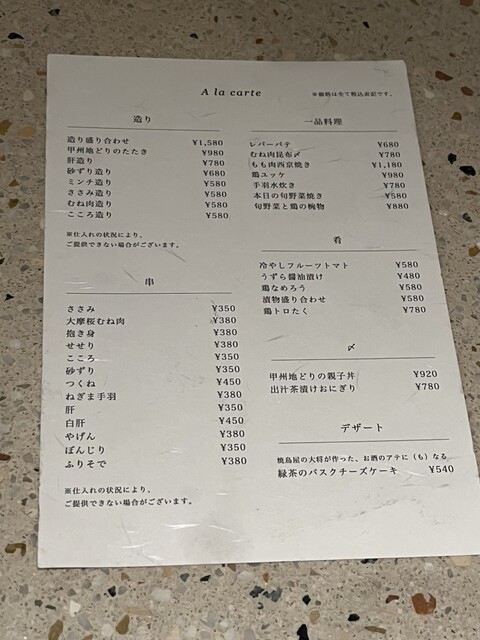 A la carte
※価格は全て税込表記です。
造り
造り盛り合わせ ¥1,580
甲州地どりのたたき ¥980
肝造り ¥780
砂ずり造り ¥680
ミンチ造り ¥580
ささみ造り ¥580
むね肉造り ¥580
こころ造り ¥580
※仕入れの状況により、
ご提供できない場合がございます。
串
ささみ ¥350
大摩桜むね肉 ¥380
抱き身 ¥380
せせり ¥380
こころ ¥350
砂ずり ¥350
つくね ¥450
ねぎま手羽 ¥380
肝 ¥350
白肝 ¥450
やげん ¥380
ぼんじり ¥350
ふりそで ¥380
※仕入れの状況により、
ご提供できない場合がございます。
一品料理
レバーパテ ¥680
むね肉昆布〆 ¥780
もも肉西京焼き ¥1,180
鶏ユッケ ¥980
手羽水炊き ¥780
本日の旬野菜焼き ¥580
旬野菜と鶏の椀物 ¥880
肴
冷やしフルーツトマト ¥580
うずら醤油漬け ¥480
鶏なめろう ¥580
漬物盛り合わせ ¥580
鶏トロたく ¥780
〆
甲州地どりの親子丼 ¥920
出汁茶漬けおにぎり ¥780
デザート
焼鳥屋の大将が作った、お酒のアテに（も）なる
緑茶のバスクチーズケーキ ¥540